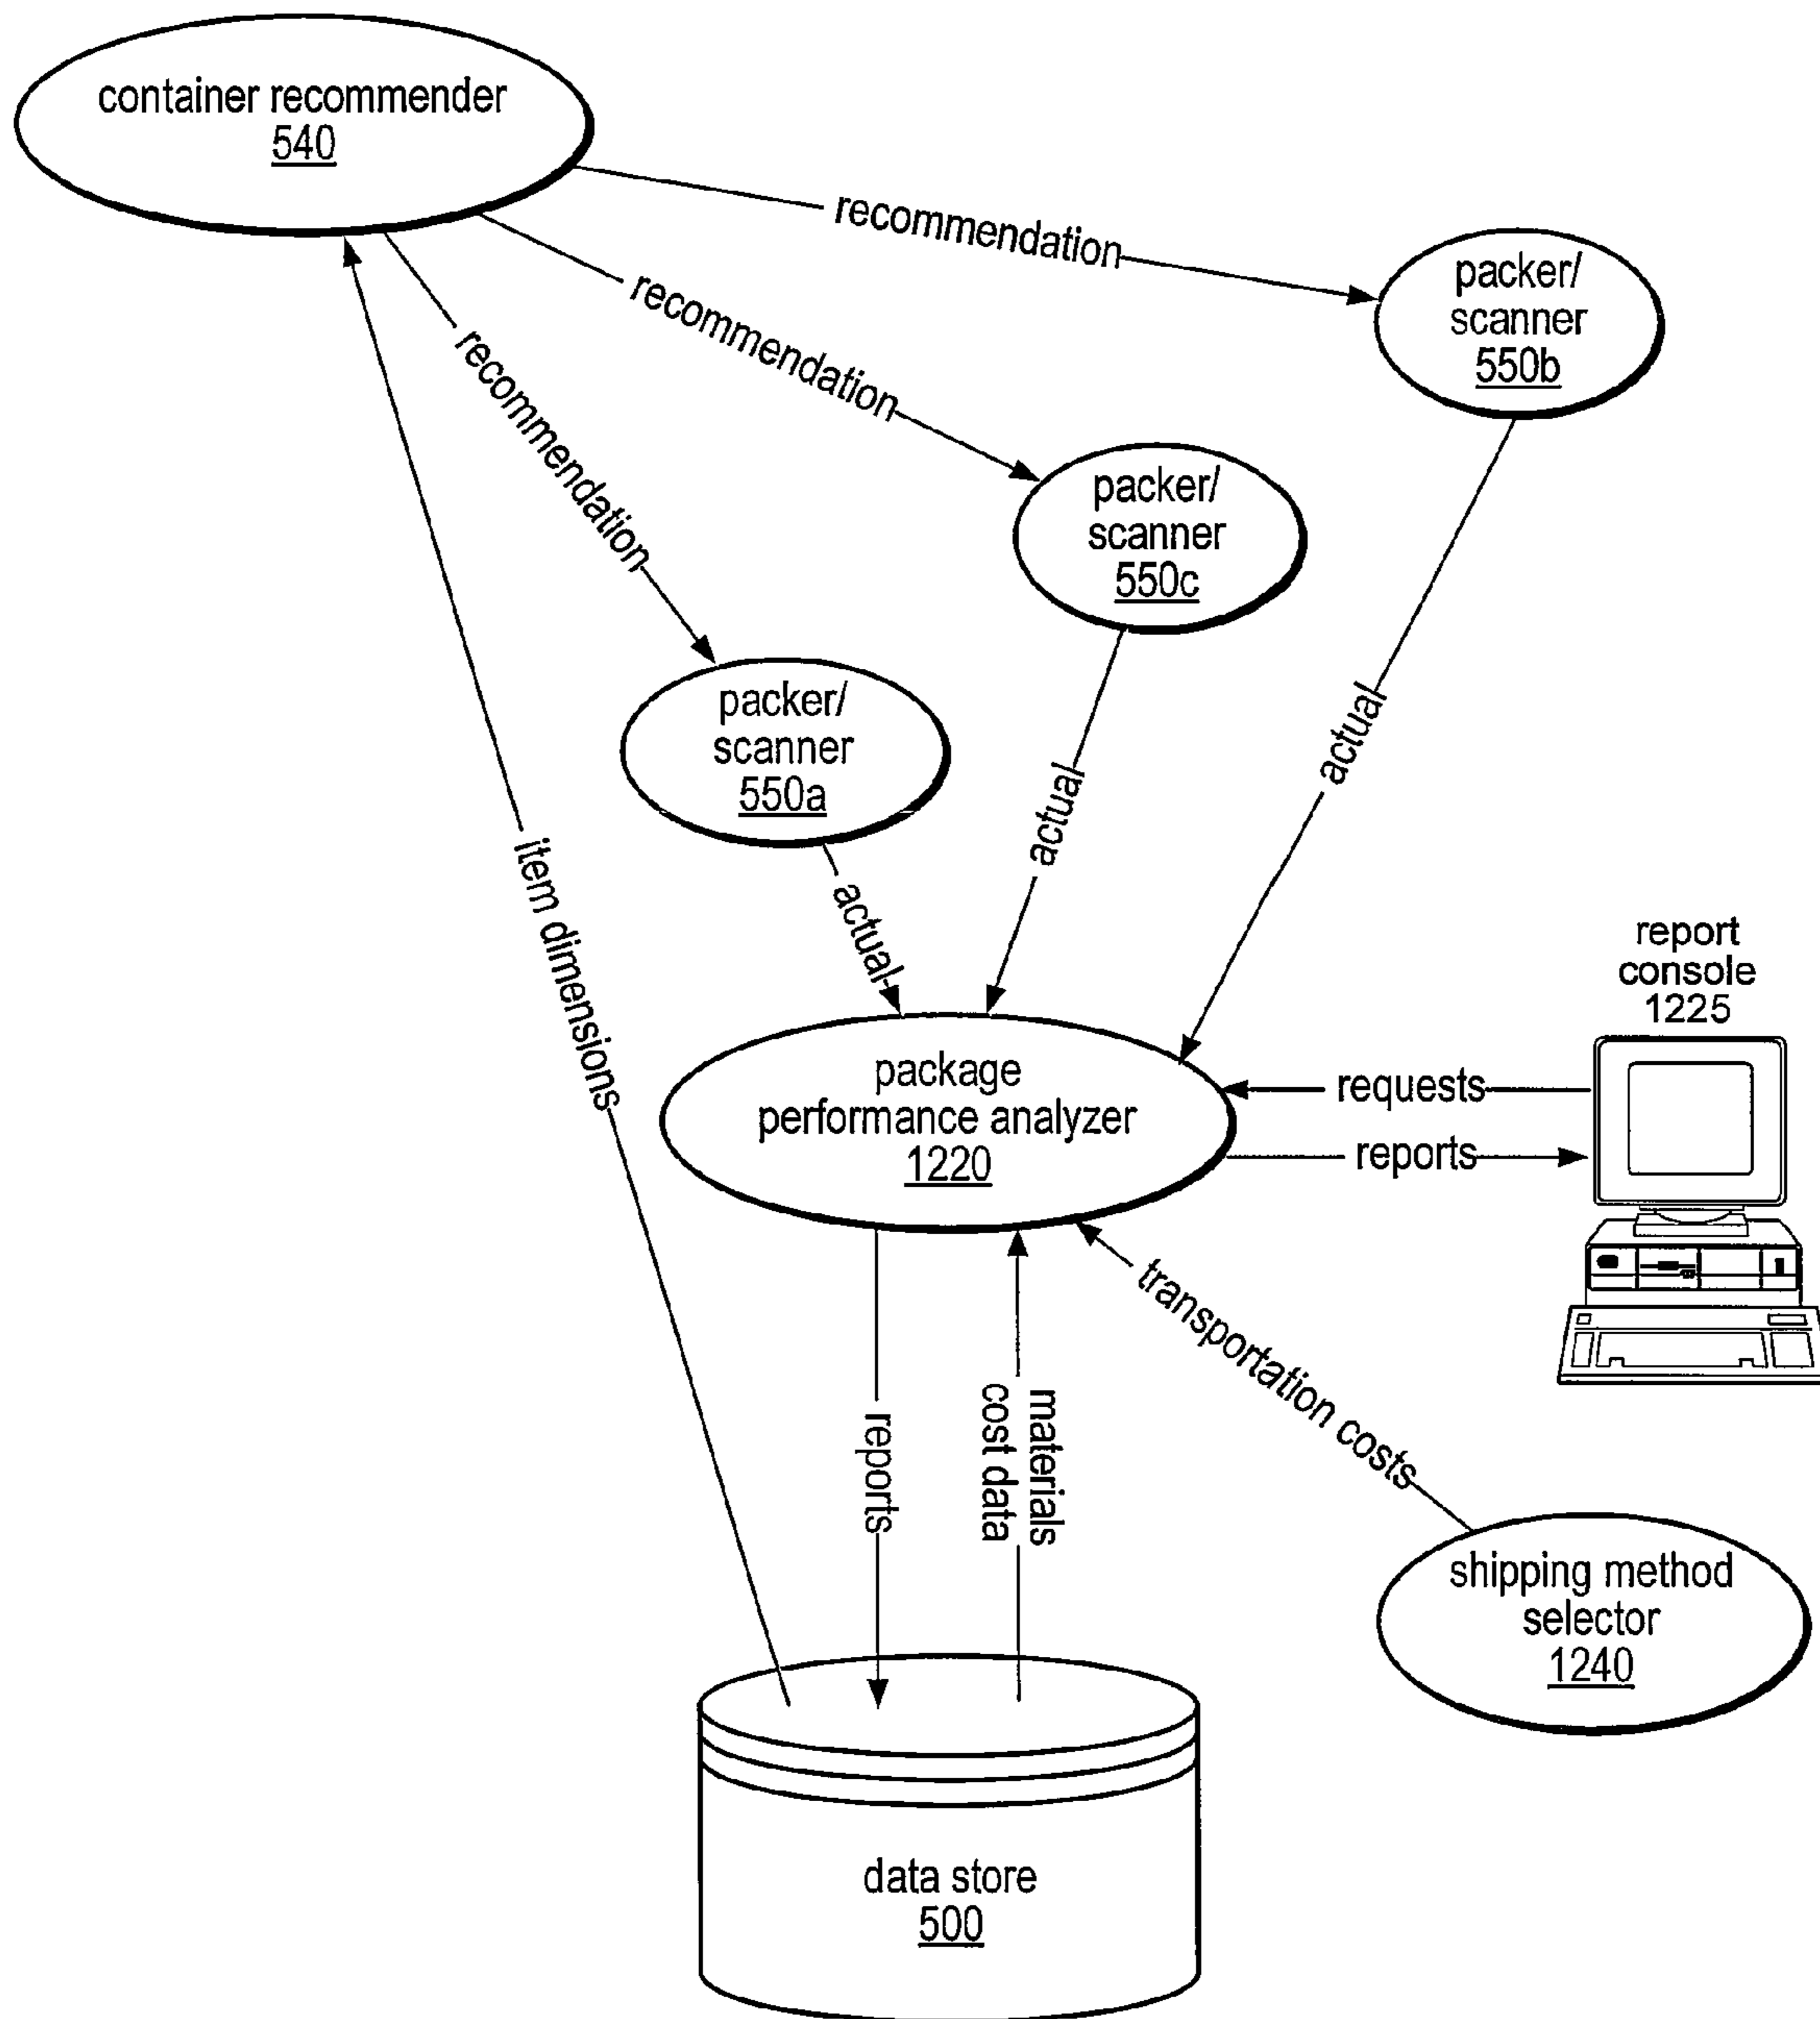 container recommender
540
recommendation
recommendation
recommendation
packer/
scanner
550b
packer/
scanner
550c
packer/
scanner
550a
item dimensions
actual
actual
actual
report
console
1225
package
performance analyzer
1220
requests
reports
transportation costs
reports
materials
cost data
shipping method
selector
1240
data store
500